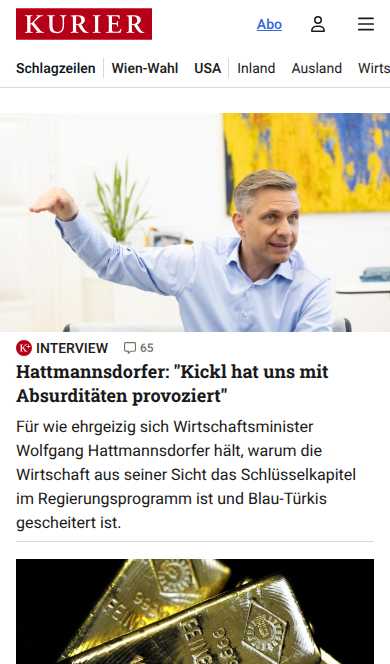 KURIER
Abo
Schlagzeilen Wien-Wahl USA Inland Ausland Wirts
K+ INTERVIEW 65
Hattmannsdorfer: "Kickl hat uns mit
Absurditäten provoziert"
Für wie ehrgeizig sich Wirtschaftsminister
Wolfgang Hattmannsdorfer hält, warum die
Wirtschaft aus seiner Sicht das Schlüsselkapitel
im Regierungsprogramm ist und Blau-Türkis
gescheitert ist.